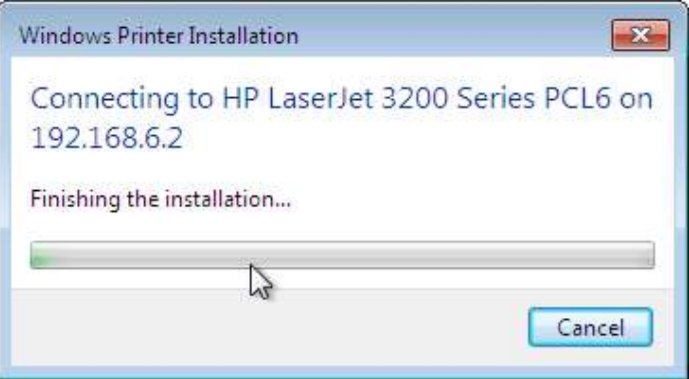 Windows Printer Installation
Connecting to HP LaserJet 3200 Series PCL6 on
192.168.6.2
Finishing the installation...
Cancel